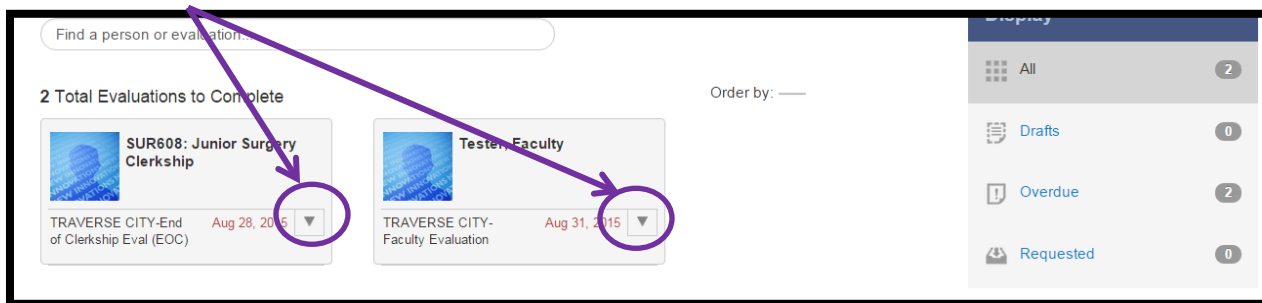 Find a person or evaluation...
2 Total Evaluations to Complete
Order by:
SUR608: Junior Surgery
Clerkship
TRAVERSE CITY-End
of Clerkship Eval (EOC)
Aug 28, 2015
Tester, Faculty
TRAVERSE CITY-
Faculty Evaluation
Aug 31, 2015
Display
All
2
Drafts
0
Overdue
2
Requested
0